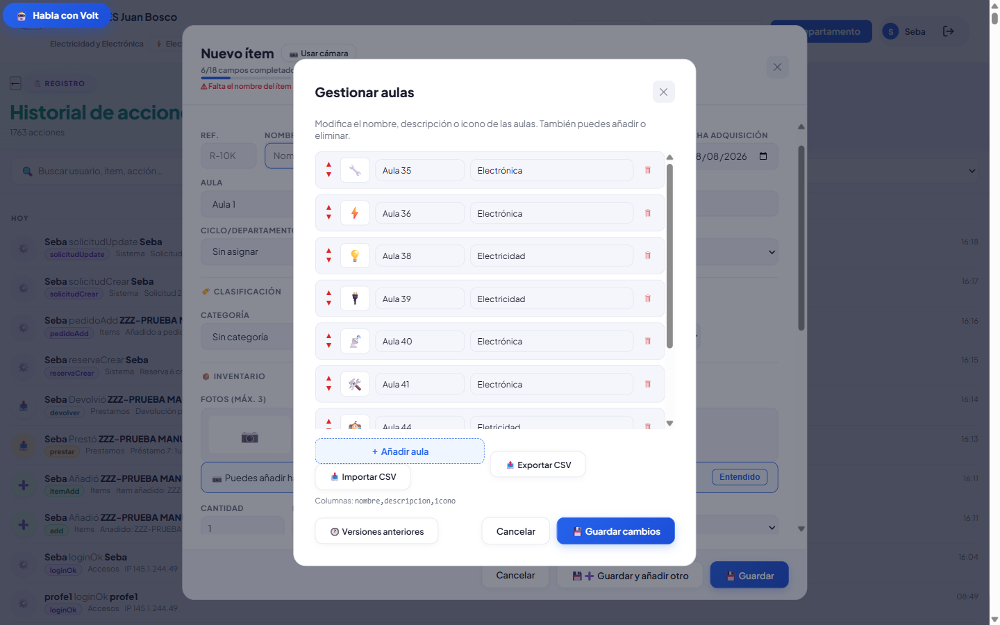 Habla con Volt
ES Juan Bosco
epartamento
S
Seba
Electricidad y Electrónica
Elec
REGISTRO
Historial de accion
1763 acciones
Buscar usuario, ítem, acción...
HOY
Seba solicitudUpdate Seba
solicitudUpdate Sistema Solicitud
16:18
Seba solicitudCrear Seba
solicitudCrear Sistema Solicitud 2
16:17
Seba pedidoAdd ZZZ-PRUEBA M
pedidoAdd Items Añadido a pedid
16:16
Seba reservaCrear Seba
reservaCrear Sistema Reserva 6 c
16:15
Seba Devolvió ZZZ-PRUEBA MA
devolver Prestamos Devolución p
16:14
Seba Prestó ZZZ-PRUEBA MANU
prestar Prestamos Préstamo 7: 1u
16:13
Seba Añadió ZZZ-PRUEBA MAN
itemAdd Items Item añadido: ZZZ
16:11
Seba Añadió ZZZ-PRUEBA MAN
add Items Anadido: ZZZ-PRUEBA
16:11
Seba loginOk Seba
loginOk Accesos IP 145.1.244.49
16:04
profe1 loginOk profe1
loginOk Accesos IP 145.1.244.49
08:49
Nuevo ítem
Usar cámara
6/18 campos completado
Falta el nombre del ítem
REF.
NOMBR
HA ADQUISICIÓN
R-10K
Nom
8/08/2026
AULA
Aula 1
CICLO/DEPARTAMENTO
Sin asignar
CLASIFICACIÓN
CATEGORÍA
Sin categoría
INVENTARIO
FOTOS (MÁX. 3)
Puedes añadir h
Entendido
CANTIDAD
1
Cancelar
Guardar y añadir otro
Guardar
Gestionar aulas
Modifica el nombre, descripción o icono de las aulas. También puedes añadir o
eliminar.
Aula 35
Electrónica
Aula 36
Electrónica
Aula 38
Electricidad
Aula 39
Electricidad
Aula 40
Electrónica
Aula 41
Electrónica
Aula 44
Eletricidad
+ Añadir aula
Exportar CSV
Importar CSV
Columnas: nombre,descripcion,icono
Versiones anteriores
Cancelar
Guardar cambios